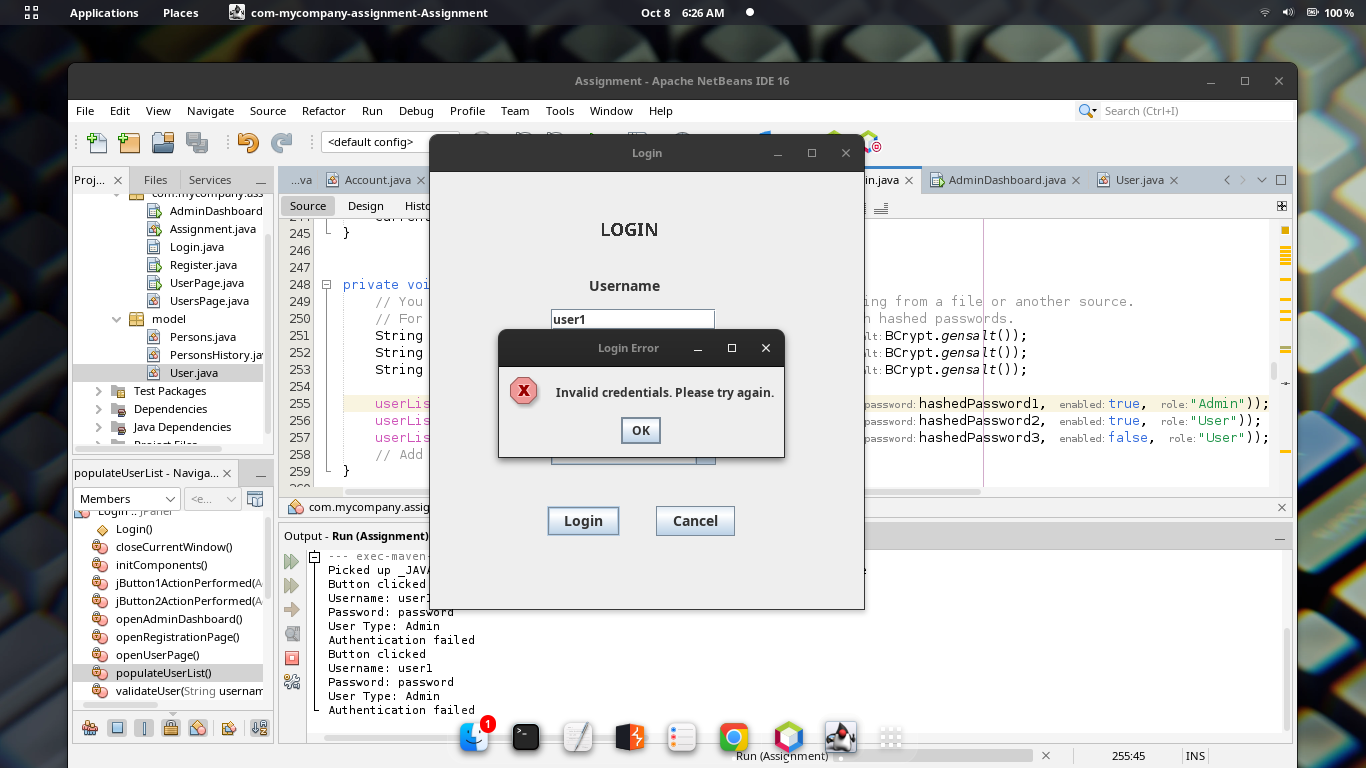 Applications Places com-mycompany-assignment-Assignment Oct 8 6:26 AM 100 %
Assignment - Apache NetBeans IDE 16
File Edit View Navigate Source Refactor Run Debug Profile Team Tools Window Help Search (Ctrl+I)
<default config>
Login
Proj... Files Services
...va Account.java in.java AdminDashboard.java User.java
Source Design Histo
com.mycompany.ass
AdminDashboard
Assignment.java
Login.java
Register.java
UserPage.java
UsersPage.java
model
Persons.java
PersonsHistory.jav
User.java
Test Packages
Dependencies
Java Dependencies
Project Files
245 }
246
247
248 private voi
249 // You ing from a file or another source.
250 // For h hashed passwords.
251 String lt: BCrypt.gensalt());
252 String lt: BCrypt.gensalt());
253 String lt: BCrypt.gensalt());
254
255 userLis password: hashedPassword1, enabled: true, role: "Admin"));
256 userLis password: hashedPassword2, enabled: true, role: "User"));
257 userLis password: hashedPassword3, enabled: false, role: "User"));
258 // Add
259 }
LOGIN
Username
user1
Login Error
X Invalid credentials. Please try again.
OK
Login Cancel
populateUserList - Naviga...
Members <e...
Login :: JPanel
Login()
closeCurrentWindow()
initComponents()
jButton1ActionPerformed(A
jButton2ActionPerformed(A
openAdminDashboard()
openRegistrationPage()
openUserPage()
populateUserList()
validateUser(String usernam
com.mycompany.assig
Output - Run (Assignment)
--- exec-maven-
Picked up _JAVA
Button clicked
Username: user1
Password: password
User Type: Admin
Authentication failed
Button clicked
Username: user1
Password: password
User Type: Admin
Authentication failed
1
Run (Assignment) 255:45 INS